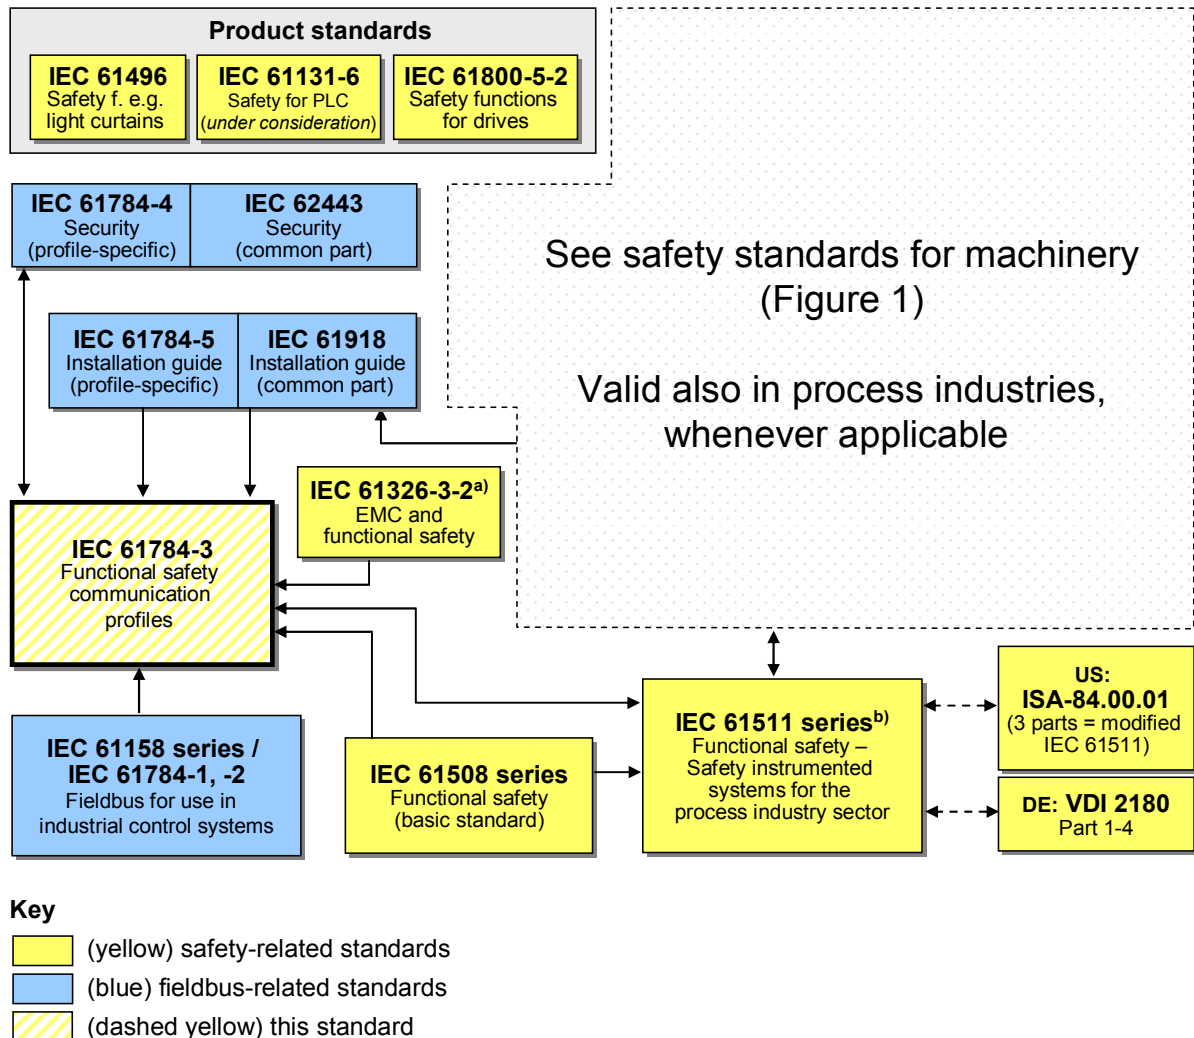 Product standards
IEC 61496
Safety f. e.g.
light curtains
IEC 61131-6
Safety for PLC
(under consideration)
IEC 61800-5-2
Safety functions
for drives
IEC 61784-4
Security
(profile-specific)
IEC 62443
Security
(common part)
See safety standards for machinery
(Figure 1)
Valid also in process industries,
whenever applicable
IEC 61784-5
Installation guide
(profile-specific)
IEC 61918
Installation guide
(common part)
IEC 61326-3-2a)
EMC and
functional safety
IEC 61784-3
Functional safety
communication
profiles
IEC 61158 series /
IEC 61784-1, -2
Fieldbus for use in
industrial control systems
IEC 61508 series
Functional safety
(basic standard)
IEC 61511 seriesb)
Functional safety –
Safety instrumented
systems for the
process industry sector
US:
ISA-84.00.01
(3 parts = modified
IEC 61511)
DE: VDI 2180
Part 1-4
Key
(yellow) safety-related standards
(blue) fieldbus-related standards
(dashed yellow) this standard